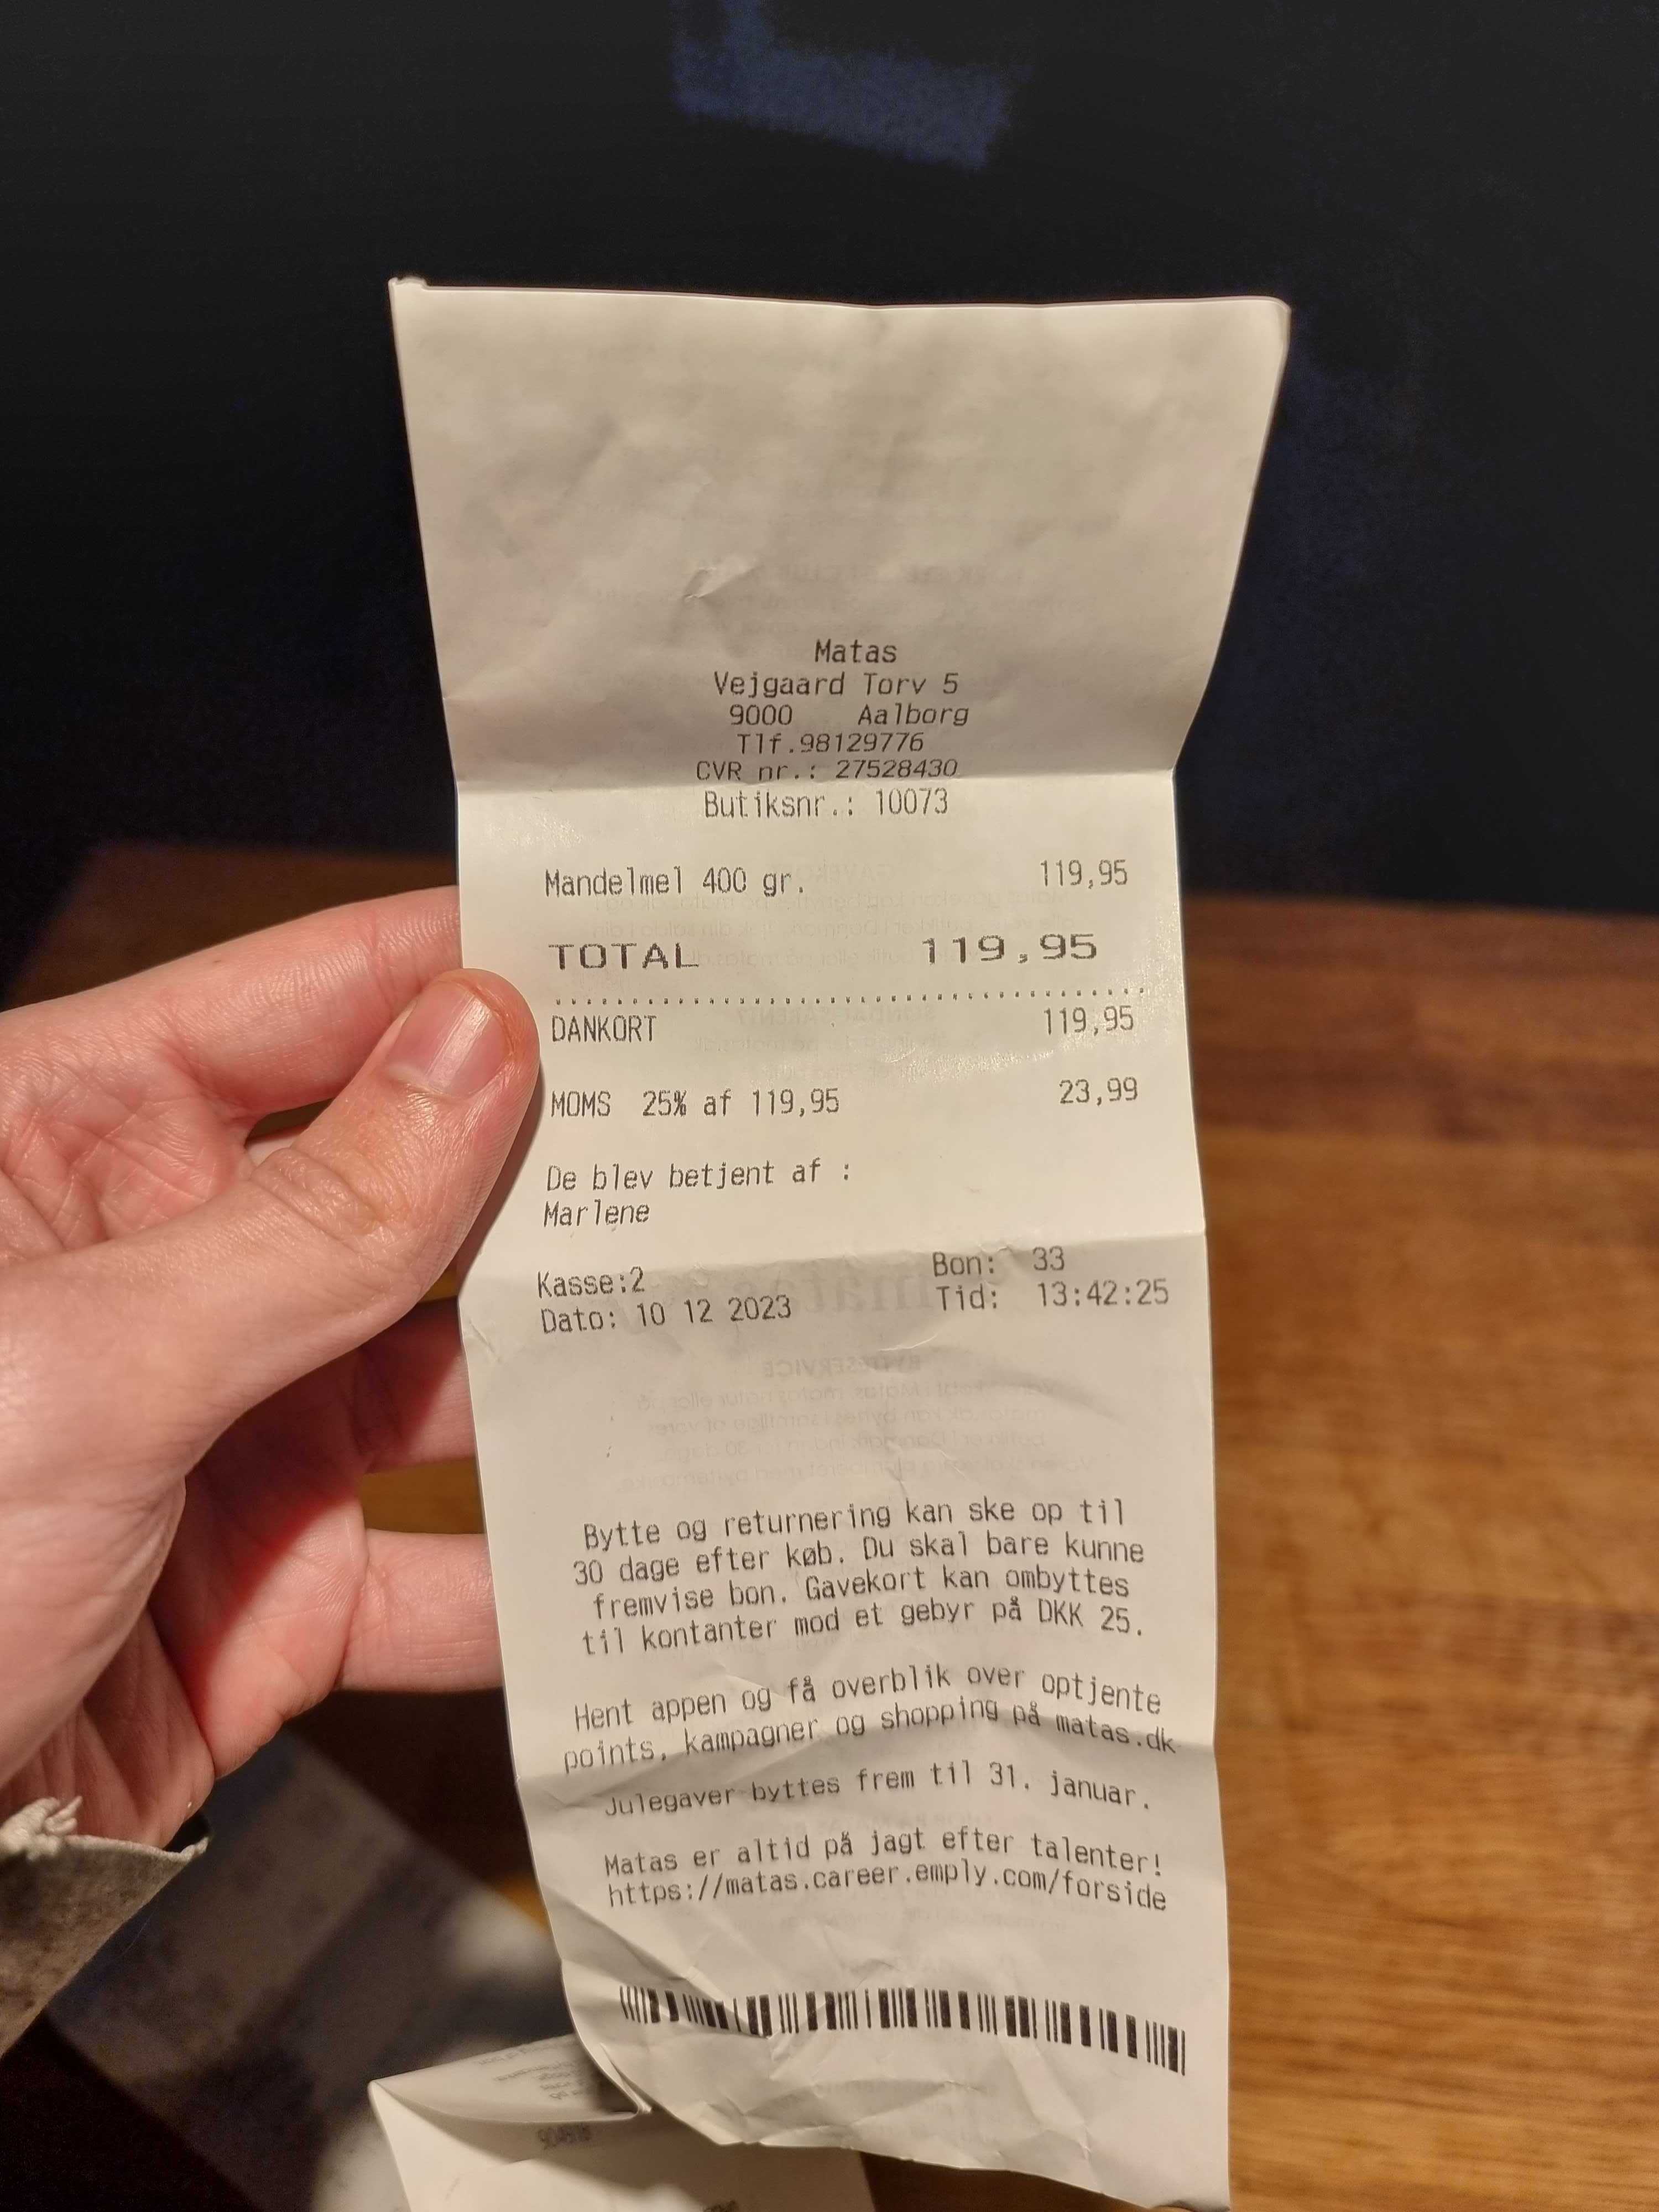 Matas
Vejgaard Torv 5
9000 Aalborg
Tlf.98129776
CVR nr.: 27528430
Butiksnr.: 10073
Mandelmel 400 gr. 119,95
TOTAL 119,95
DANKORT 119,95
MOMS 25% af 119,95 23,99
De blev betjent af :
Marlene
Kasse:2 Bon: 33
Dato: 10 12 2023 Tid: 13:42:25
Bytte og returnering kan ske op til
30 dage efter køb. Du skal bare kunne
fremvise bon. Gavekort kan ombyttes
til kontanter mod et gebyr på DKK 25.
Hent appen og få overblik over optjente
points, kampagner og shopping på matas.dk
Julegaver byttes frem til 31. januar.
Matas er altid på jagt efter talenter!
https://matas.career.emply.com/forside